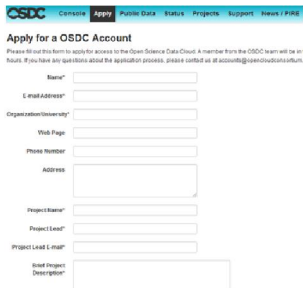 OSDC Console Apply Public Data Status Projects Support News / PIRE
Apply for a OSDC Account
Please fill out this form to apply for access to the Open Science Data Cloud. A member from the OSDC team will be in
hours. If you have any questions about the application process, please contact us at accounts@opencloudconsortium
Name*
E-mail Address*
Organization/University*
Web Page
Phone Number
Address
Project Name*
Project Lead*
Project Lead E-mail*
Brief Project
Description*